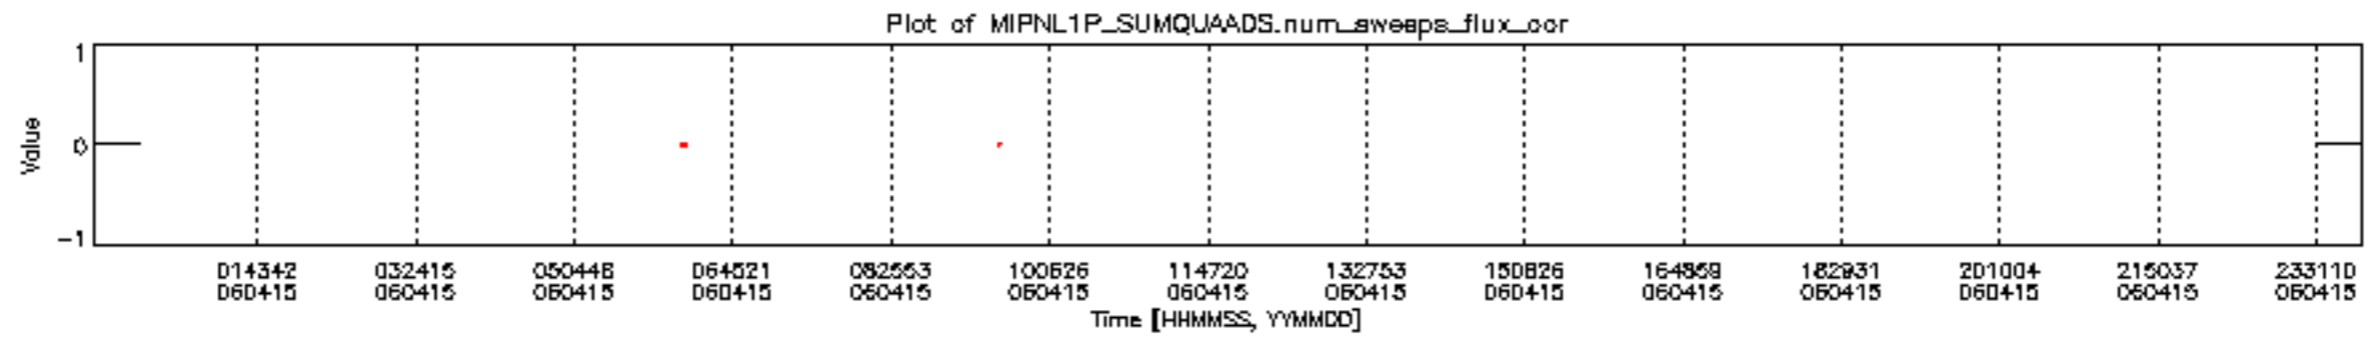 Plot of MIPNL1P_SUMQUAADS.num_sweeps_flux_cor
1
Value
0
-1
014342 032415 050448 064521 082553 100626 114720 132753 150826 164859 182931 201004 215037 233110
060415 060415 060415 060415 060415 060415 060415 060415 060415 060415 060415 060415 060415 060415
Time [HHMMSS, YYMMDD]